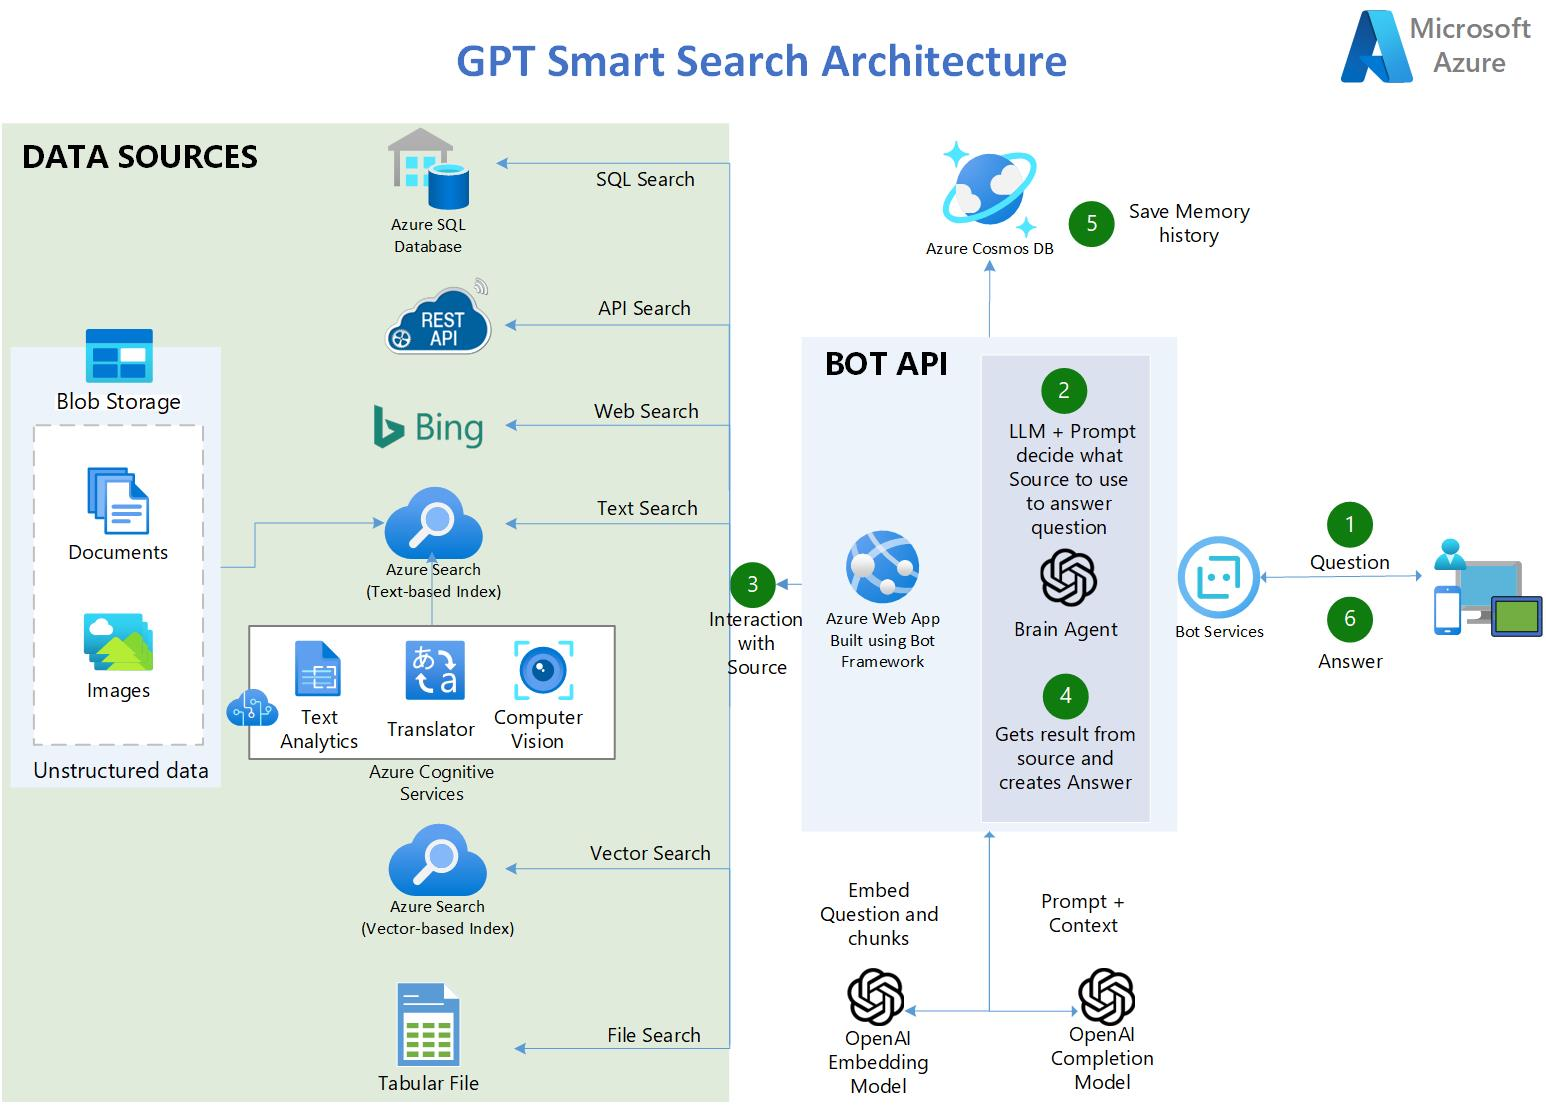 GPT Smart Search Architecture
Microsoft
Azure
DATA SOURCES
Azure SQL
Database
SQL Search
REST
API
API Search
Bing
Web Search
Blob Storage
Documents
Images
Unstructured data
Azure Search
(Text-based Index)
Text Search
Text
Analytics
Translator
Computer
Vision
Azure Cognitive
Services
Azure Search
(Vector-based Index)
Vector Search
Tabular File
File Search
3
Interaction
with
Source
Azure Cosmos DB
5
Save Memory
history
BOT API
Azure Web App
Built using Bot
Framework
2
LLM + Prompt
decide what
Source to use
to answer
question
Brain Agent
4
Gets result from
source and
creates Answer
Bot Services
1
Question
6
Answer
Embed
Question and
chunks
Prompt +
Context
OpenAI
Embedding
Model
OpenAI
Completion
Model
あ
a